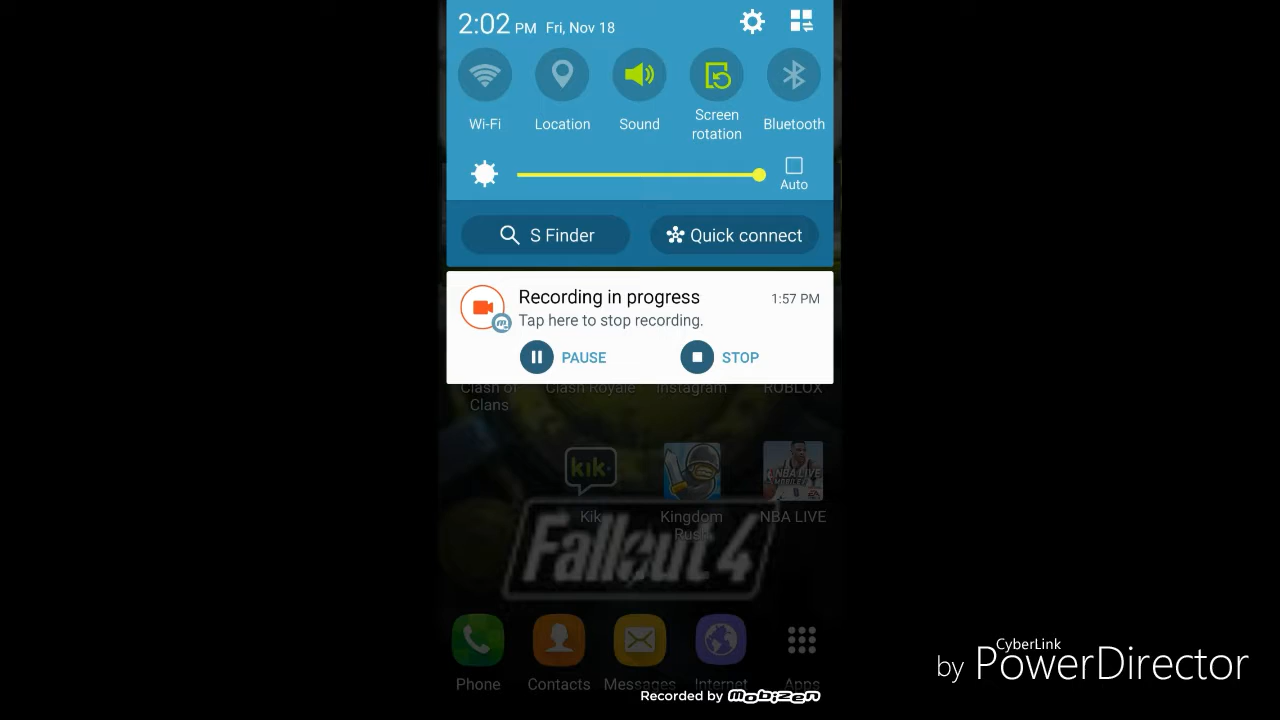 2:02 PM Fri, Nov 18
Wi-Fi
Location
Sound
Screen
rotation
Bluetooth
Auto
S Finder
Quick connect
Recording in progress
1:57 PM
Tap here to stop recording.
PAUSE
STOP
Clash of
Clans
Clash Royale
Instagram
ROBLOX
kik
NBA LIVE
Kik
Kingdom
Rush
NBA LIVE
Fallout 4
Phone
Contacts
Messages
Internet
Apps
Recorded by mobizen
CyberLink
by PowerDirector